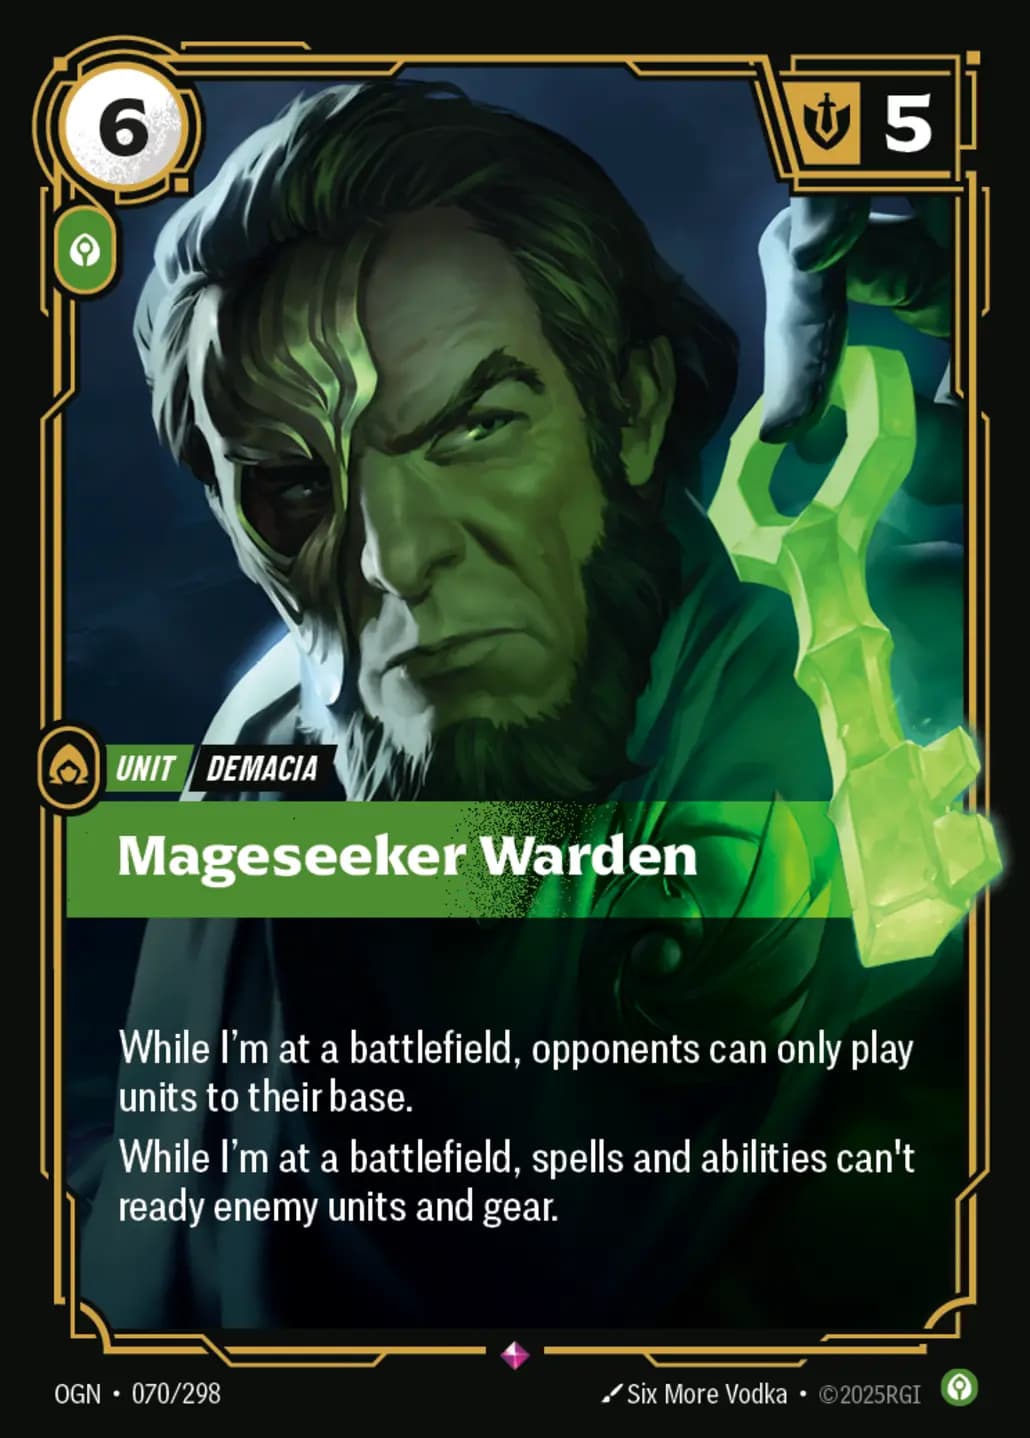 6
5
UNIT
DEMACIA
Mageseeker Warden
While I'm at a battlefield, opponents can only play
units to their base.
While I'm at a battlefield, spells and abilities can't
ready enemy units and gear.
OGN • 070/298
Six More Vodka • ©2025RGI